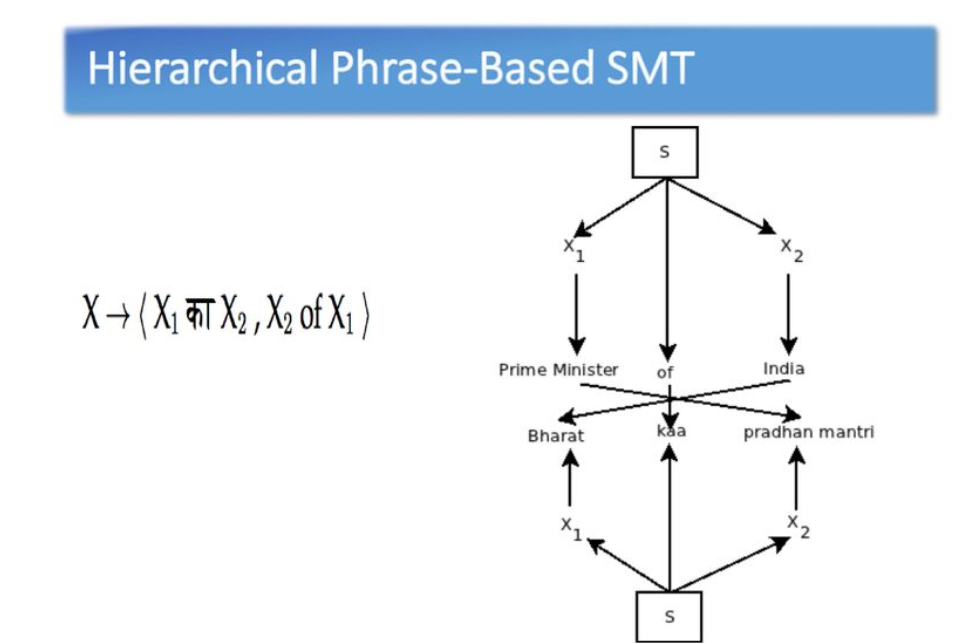 Hierarchical Phrase-Based SMT
S
X1 X2
X → ⟨ X1 का X2 , X2 of X1 ⟩
Prime Minister of India
Bharat kaa pradhan mantri
X1 X2
S